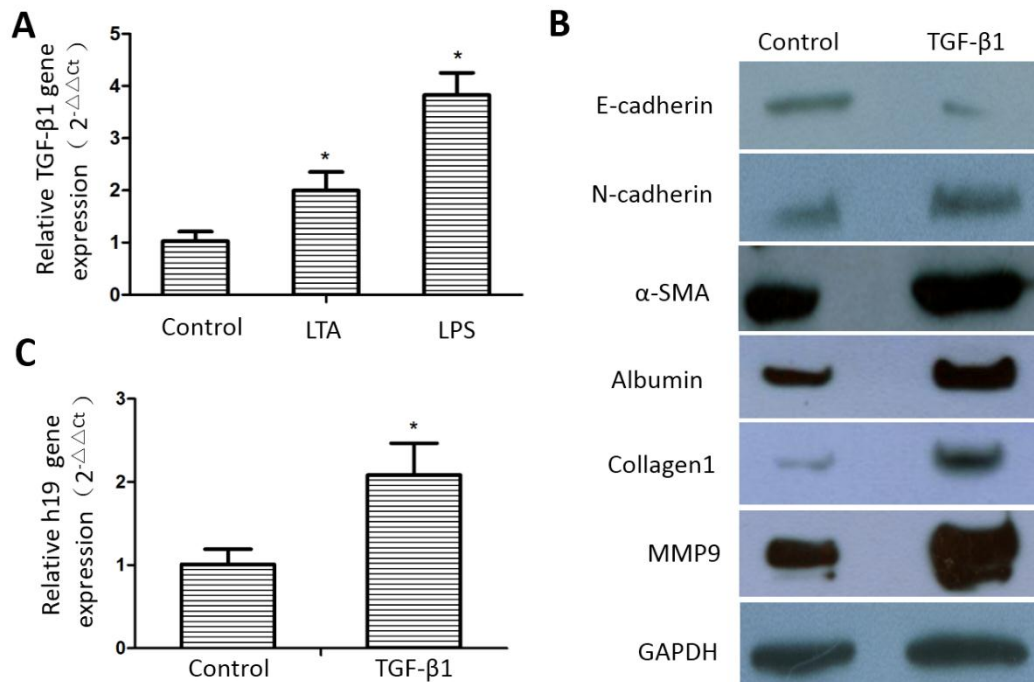 A
Relative TGF-β1 gene
expression（2-△△Ct）
5
4
3
2
1
0
*
*
Control LTA LPS
B
Control TGF-β1
E-cadherin
N-cadherin
α-SMA
Albumin
Collagen1
MMP9
GAPDH
C
Relative h19 gene
expression（2-△△Ct）
3
2
1
0
*
Control TGF-β1